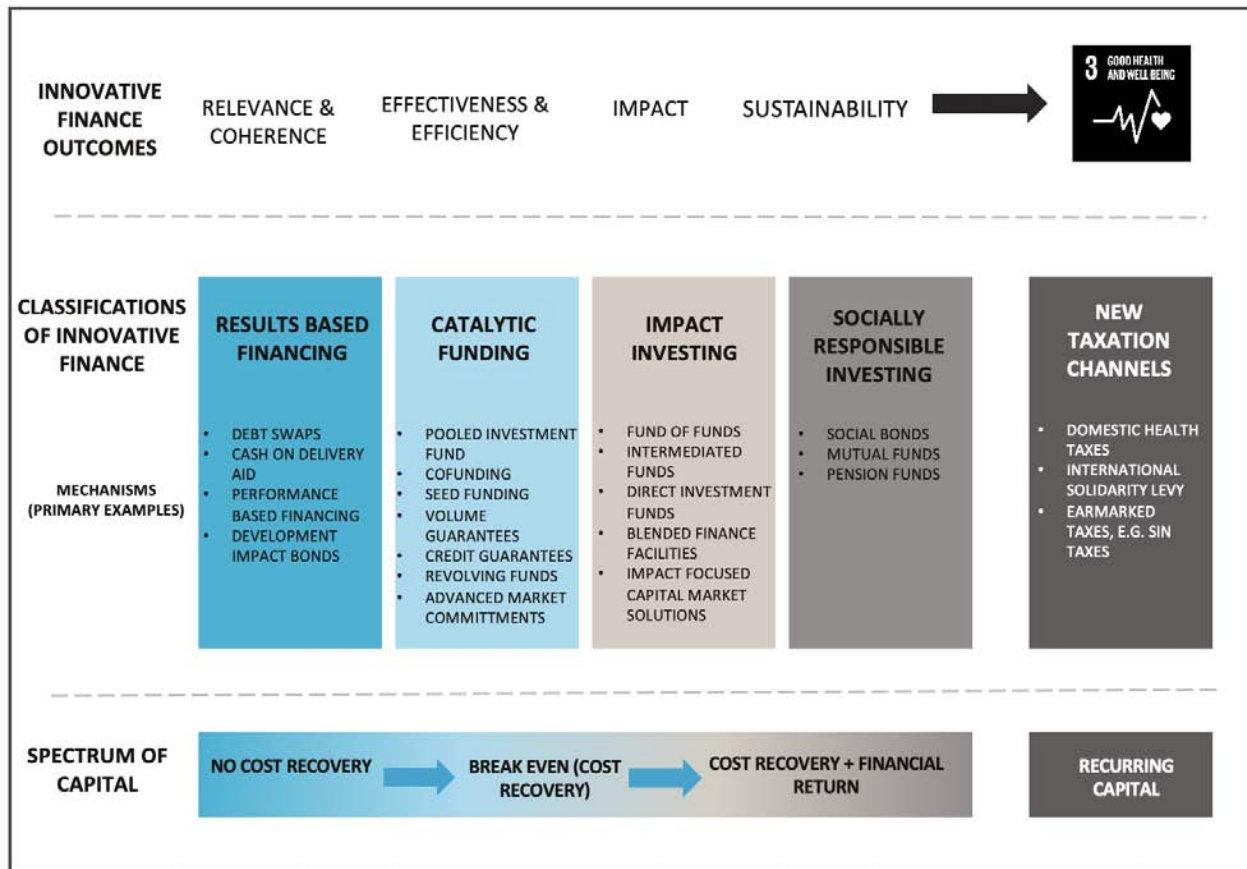 INNOVATIVE
FINANCE
OUTCOMES
RELEVANCE &
COHERENCE
EFFECTIVENESS &
EFFICIENCY
IMPACT
SUSTAINABILITY
3 GOOD HEALTH
AND WELL-BEING
CLASSIFICATIONS
OF INNOVATIVE
FINANCE
MECHANISMS
(PRIMARY EXAMPLES)
RESULTS BASED
FINANCING
• DEBT SWAPS
• CASH ON DELIVERY
AID
• PERFORMANCE
BASED FINANCING
• DEVELOPMENT
IMPACT BONDS
CATALYTIC
FUNDING
• POOLED INVESTMENT
FUND
• COFUNDING
• SEED FUNDING
• VOLUME
GUARANTEES
• CREDIT GUARANTEES
• REVOLVING FUNDS
• ADVANCED MARKET
COMMITTMENTS
IMPACT
INVESTING
• FUND OF FUNDS
• INTERMEDIATED
FUNDS
• DIRECT INVESTMENT
FUNDS
• BLENDED FINANCE
FACILITIES
• IMPACT FOCUSED
CAPITAL MARKET
SOLUTIONS
SOCIALLY
RESPONSIBLE
INVESTING
• SOCIAL BONDS
• MUTUAL FUNDS
• PENSION FUNDS
NEW
TAXATION
CHANNELS
• DOMESTIC HEALTH
TAXES
• INTERNATIONAL
SOLIDARITY LEVY
• EARMARKED
TAXES, E.G. SIN
TAXES
SPECTRUM OF
CAPITAL
NO COST RECOVERY
BREAK EVEN (COST
RECOVERY)
COST RECOVERY + FINANCIAL
RETURN
RECURRING
CAPITAL